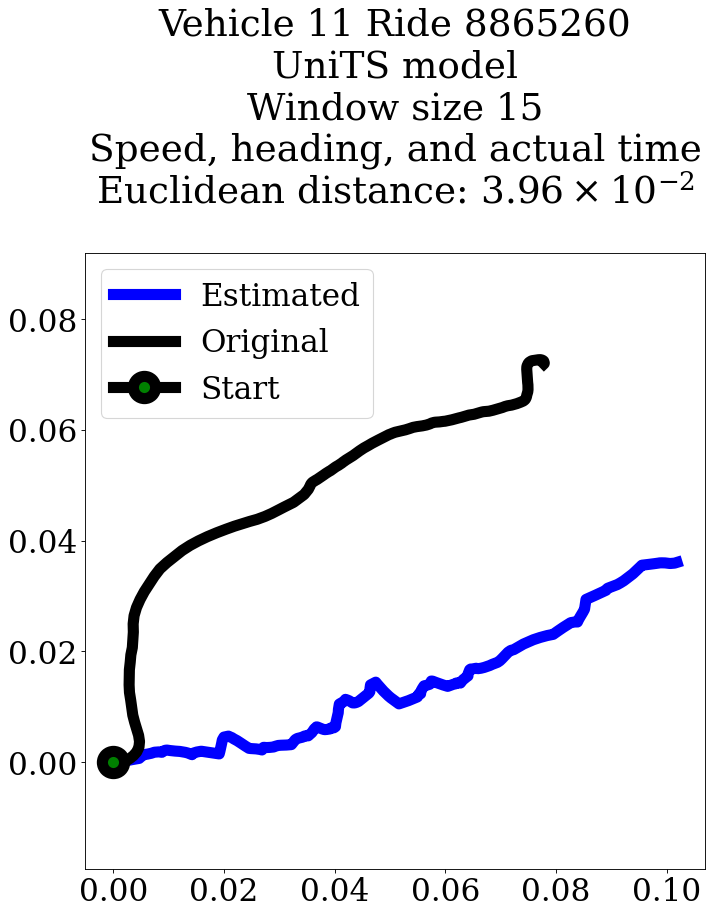 Vehicle 11 Ride 8865260
UniTS model
Window size 15
Speed, heading, and actual time
Euclidean distance: 3.96 × 10⁻²
Estimated
Original
Start
0.08
0.06
0.04
0.02
0.00
0.00 0.02 0.04 0.06 0.08 0.10